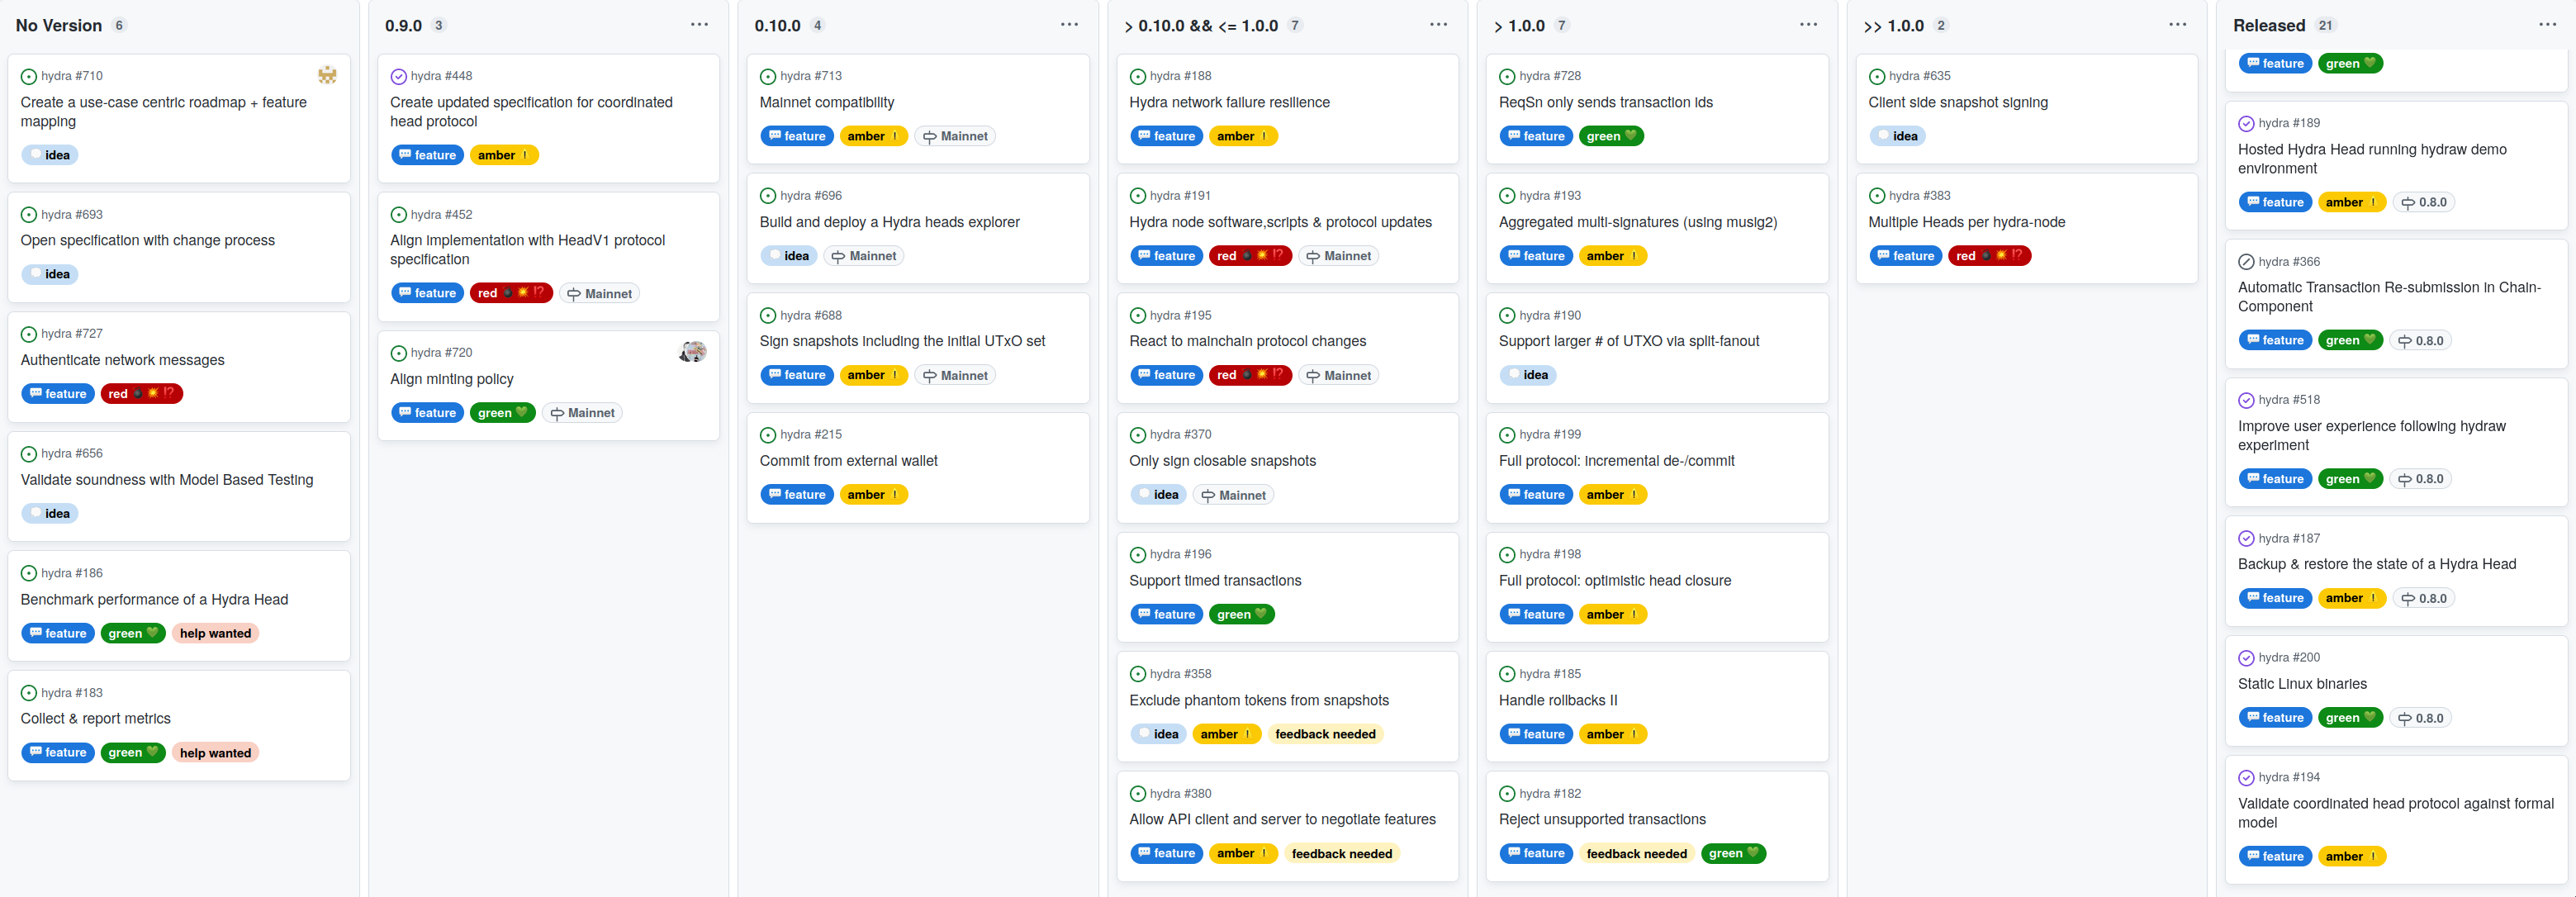 No Version 6
hydra #710
Create a use-case centric roadmap + feature
mapping
idea
hydra #693
Open specification with change process
idea
hydra #727
Authenticate network messages
feature red
hydra #656
Validate soundness with Model Based Testing
idea
hydra #186
Benchmark performance of a Hydra Head
feature green help wanted
hydra #183
Collect & report metrics
feature green help wanted
0.9.0 3
hydra #448
Create updated specification for coordinated
head protocol
feature amber
hydra #452
Align implementation with HeadV1 protocol
specification
feature red Mainnet
hydra #720
Align minting policy
feature green Mainnet
0.10.0 4
hydra #713
Mainnet compatibility
feature amber Mainnet
hydra #696
Build and deploy a Hydra heads explorer
idea Mainnet
hydra #688
Sign snapshots including the initial UTxO set
feature amber Mainnet
hydra #215
Commit from external wallet
feature amber
> 0.10.0 && <= 1.0.0 7
hydra #188
Hydra network failure resilience
feature amber
hydra #191
Hydra node software,scripts & protocol updates
feature red Mainnet
hydra #195
React to mainchain protocol changes
feature red Mainnet
hydra #370
Only sign closable snapshots
idea Mainnet
hydra #196
Support timed transactions
feature green
hydra #358
Exclude phantom tokens from snapshots
idea amber feedback needed
hydra #380
Allow API client and server to negotiate features
feature amber feedback needed
> 1.0.0 7
hydra #728
ReqSn only sends transaction ids
feature green
hydra #193
Aggregated multi-signatures (using musig2)
feature amber
hydra #190
Support larger # of UTXO via split-fanout
idea
hydra #199
Full protocol: incremental de-/commit
feature amber
hydra #198
Full protocol: optimistic head closure
feature amber
hydra #185
Handle rollbacks II
feature amber
hydra #182
Reject unsupported transactions
feature feedback needed green
>> 1.0.0 2
hydra #635
Client side snapshot signing
idea
hydra #383
Multiple Heads per hydra-node
feature red
Released 21
feature green
hydra #189
Hosted Hydra Head running hydraw demo
environment
feature amber 0.8.0
hydra #366
Automatic Transaction Re-submission in Chain-
Component
feature green 0.8.0
hydra #518
Improve user experience following hydraw
experiment
feature green 0.8.0
hydra #187
Backup & restore the state of a Hydra Head
feature amber 0.8.0
hydra #200
Static Linux binaries
feature green 0.8.0
hydra #194
Validate coordinated head protocol against formal
model
feature amber